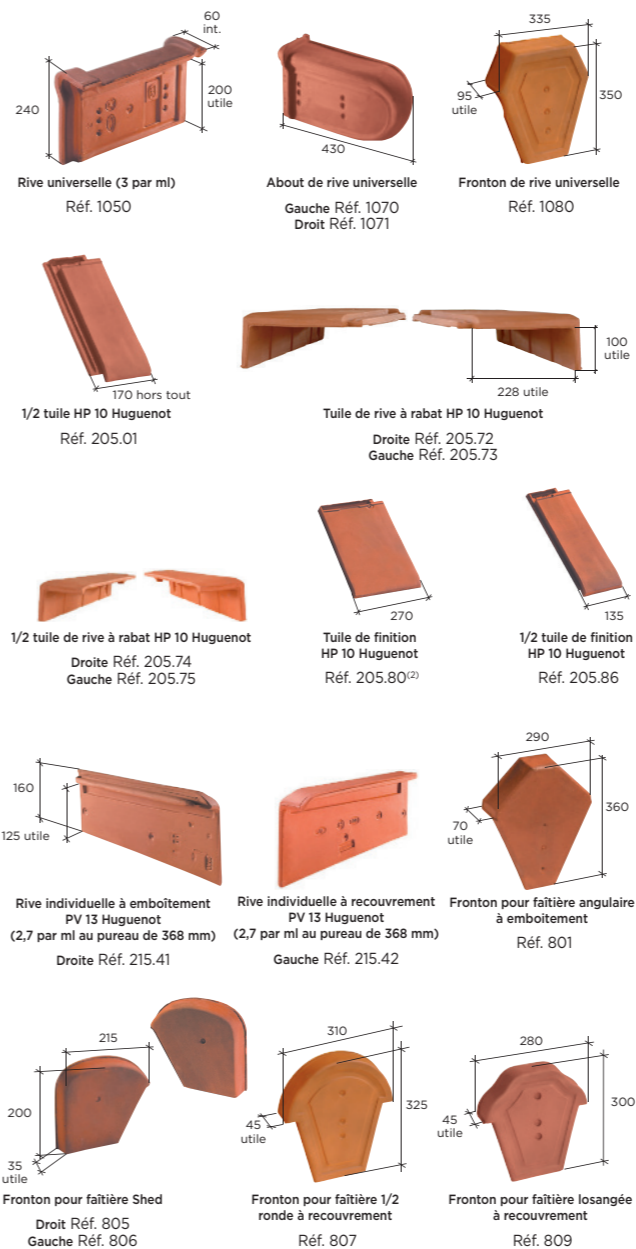 60
int.
240
200
utile
Rive universelle (3 par ml)
Réf. 1050
430
About de rive universelle
Gauche Réf. 1070
Droit Réf. 1071
335
95
utile
350
Fronton de rive universelle
Réf. 1080
170 hors tout
1/2 tuile HP 10 Huguenot
Réf. 205.01
100
utile
228 utile
Tuile de rive à rabat HP 10 Huguenot
Droite Réf. 205.72
Gauche Réf. 205.73
1/2 tuile de rive à rabat HP 10 Huguenot
Droite Réf. 205.74
Gauche Réf. 205.75
270
Tuile de finition
HP 10 Huguenot
Réf. 205.80(2)
135
1/2 tuile de finition
HP 10 Huguenot
Réf. 205.86
160
125 utile
Rive individuelle à emboîtement
PV 13 Huguenot
(2,7 par ml au pureau de 368 mm)
Droite Réf. 215.41
Rive individuelle à recouvrement
PV 13 Huguenot
(2,7 par ml au pureau de 368 mm)
Gauche Réf. 215.42
290
360
70
utile
Fronton pour faîtière angulaire
à emboitement
Réf. 801
215
200
35
utile
Fronton pour faîtière Shed
Droit Réf. 805
Gauche Réf. 806
310
325
45
utile
Fronton pour faîtière 1/2
ronde à recouvrement
Réf. 807
280
300
45
utile
Fronton pour faîtière losangée
à recouvrement
Réf. 809